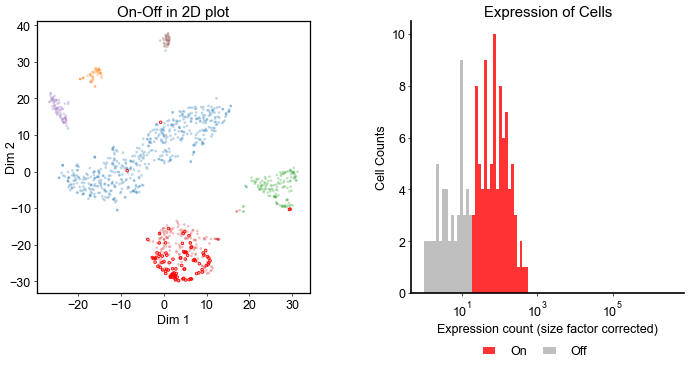 On-Off in 2D plot
Expression of Cells
40
30
20
10
0
−10
−20
−30
Dim 2
−20 −10 0 10 20 30
Dim 1
10
8
6
4
2
0
Cell Counts
10^1 10^3 10^5
Expression count (size factor corrected)
On Off